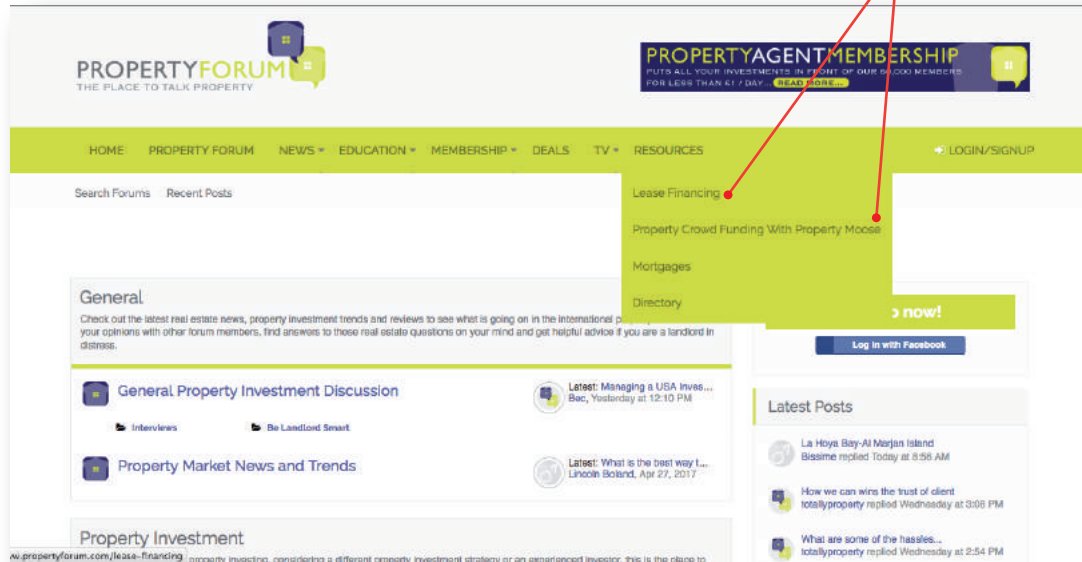 PROPERTYFORUM
THE PLACE TO TALK PROPERTY
PROPERTYAGENTMEMBERSHIP
PUTS ALL YOUR INVESTMENTS IN FRONT OF OUR 60,000 MEMBERS
FOR LESS THAN £1 / DAY... READ MORE...
HOME PROPERTY FORUM NEWS EDUCATION MEMBERSHIP DEALS TV RESOURCES LOGIN/SIGNUP
Search Forums Recent Posts
Lease Financing
Property Crowd Funding With Property Moose
Mortgages
Directory
General
Check out the latest real estate news, property investment trends and reviews to see what is going on in the international
your opinions with other forum members, find answers to those real estate questions on your mind and get helpful advice if you are a landlord in
distress.
now!
Log in with Facebook
General Property Investment Discussion
Latest: Managing a USA Inves...
Bec, Yesterday at 12:10 PM
Interviews Be Landlord Smart
Property Market News and Trends
Latest: What is the best way t...
Lincoln Boland, Apr 27, 2017
Latest Posts
La Hoya Bay-Al Marjan Island
Bissime replied Today at 8:56 AM
How we can wins the trust of client
totallyproperty replied Wednesday at 3:06 PM
What are some of the hassles...
totallyproperty replied Wednesday at 2:54 PM
Property Investment
w.propertyforum.com/lease-financing
property investing, considering a different property investment strategy or an experienced investor, this is the place to